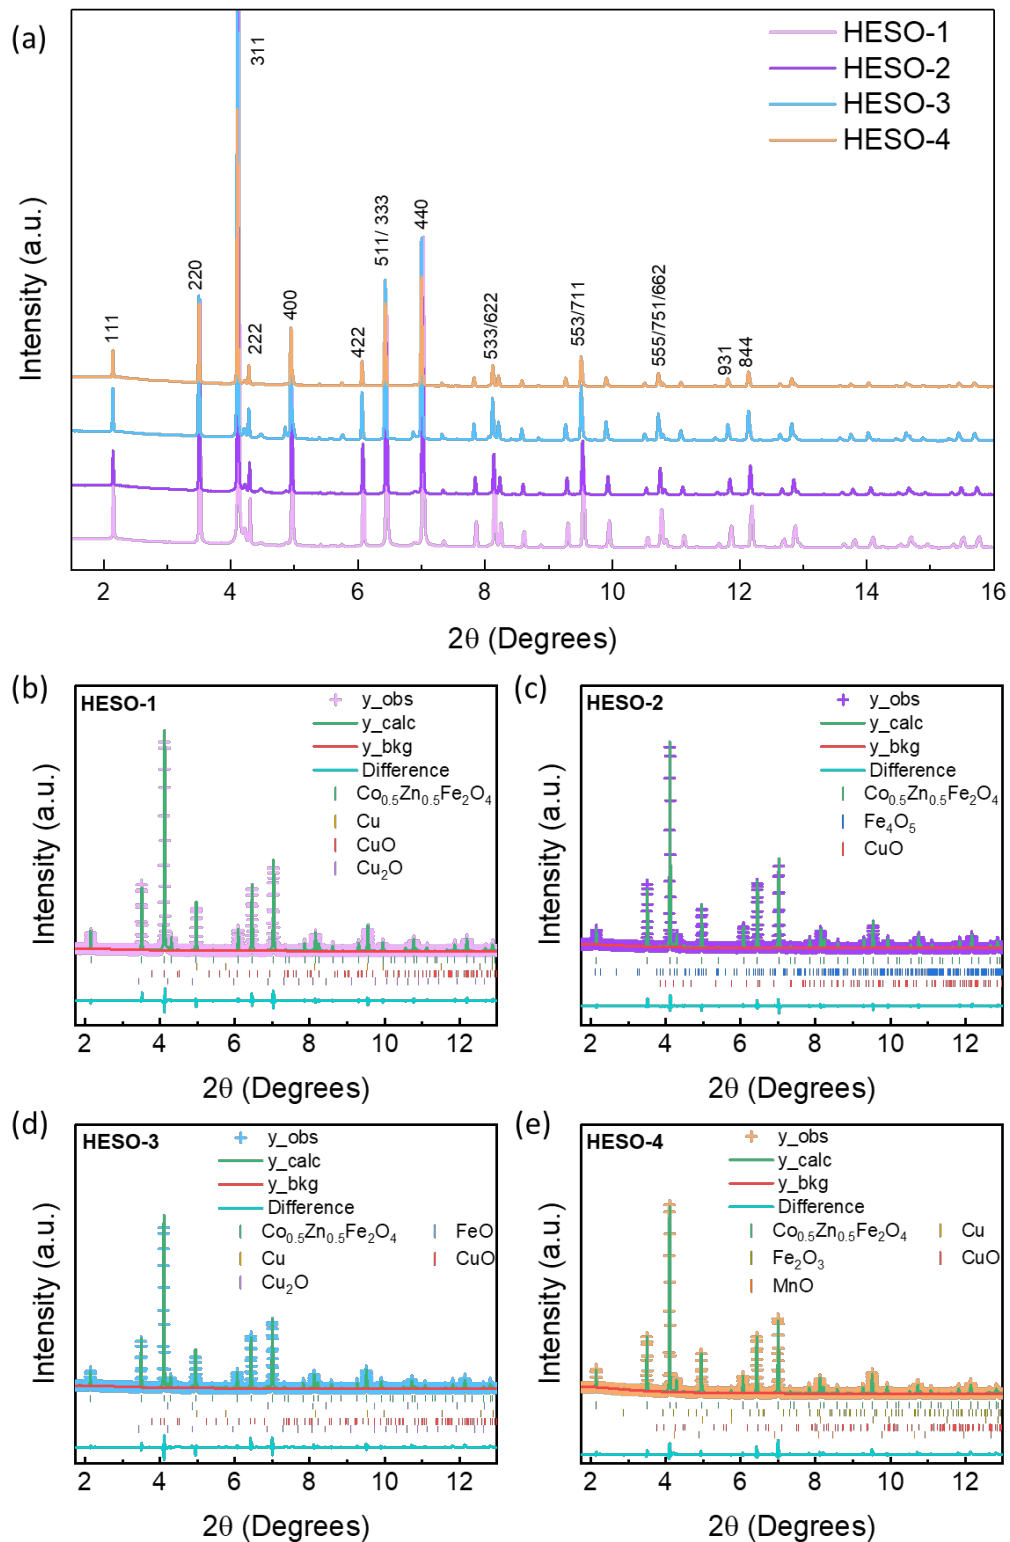 (a)
HESO-1
HESO-2
HESO-3
HESO-4
Intensity (a.u.)
111
220
311
222
400
422
511/ 333
440
533/622
553/711
555/751/662
931
844
2 4 6 8 10 12 14 16
2θ (Degrees)
(b)
HESO-1
y_obs
y_calc
y_bkg
Difference
Co0.5Zn0.5Fe2O4
Cu
CuO
Cu2O
Intensity (a.u.)
2 4 6 8 10 12
2θ (Degrees)
(c)
HESO-2
y_obs
y_calc
y_bkg
Difference
Co0.5Zn0.5Fe2O4
Fe4O5
CuO
Intensity (a.u.)
2 4 6 8 10 12
2θ (Degrees)
(d)
HESO-3
y_obs
y_calc
y_bkg
Difference
Co0.5Zn0.5Fe2O4 FeO
Cu CuO
Cu2O
Intensity (a.u.)
2 4 6 8 10 12
2θ (Degrees)
(e)
HESO-4
y_obs
y_calc
y_bkg
Difference
Co0.5Zn0.5Fe2O4 Cu
Fe2O3 CuO
MnO
Intensity (a.u.)
2 4 6 8 10 12
2θ (Degrees)